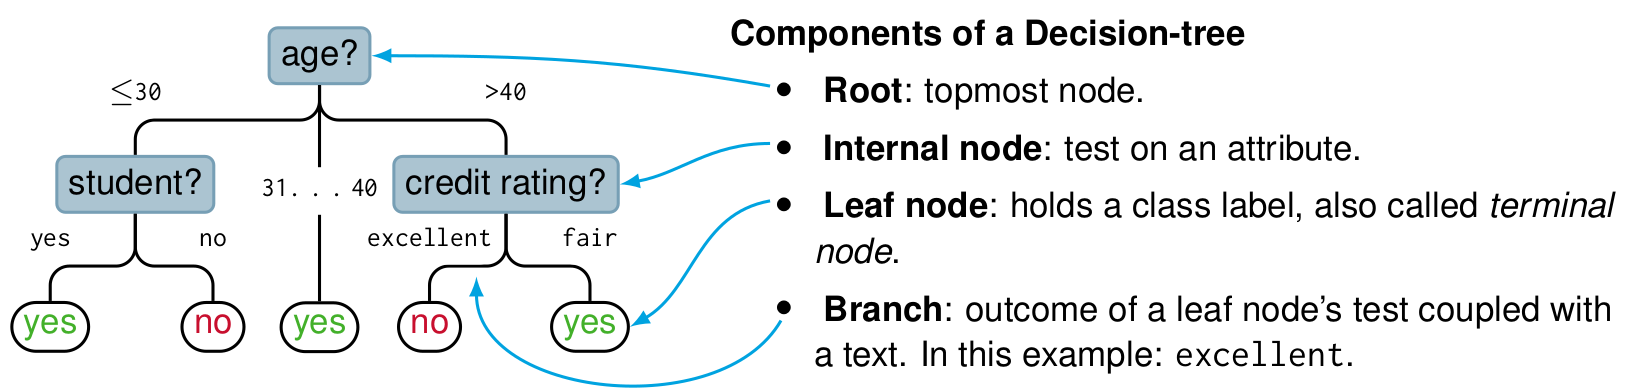 Components of a Decision-tree
age?
≤30
>40
• Root: topmost node.
• Internal node: test on an attribute.
student?
31. . . 40
credit rating?
• Leaf node: holds a class label, also called terminal
node.
yes
no
excellent
fair
yes
no
yes
no
yes
• Branch: outcome of a leaf node's test coupled with
a text. In this example: excellent.